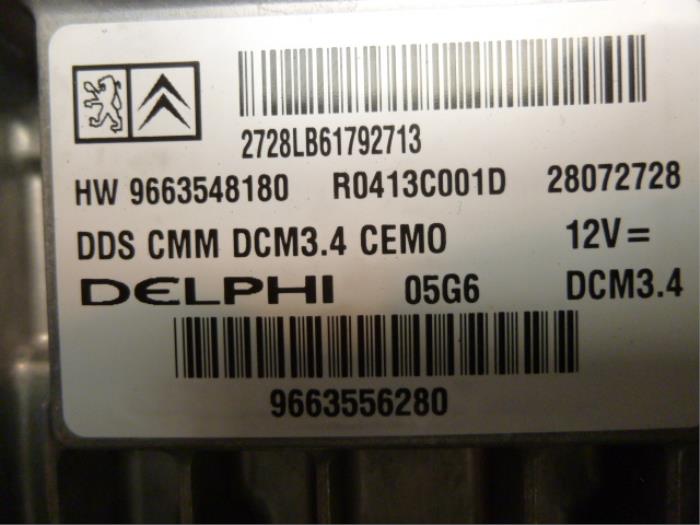 2728LB61792713
HW 9663548180 R0413C001D 28072728
DDS CMM DCM3.4 CEMO 12V=
DELPHI 05G6 DCM3.4
9663556280